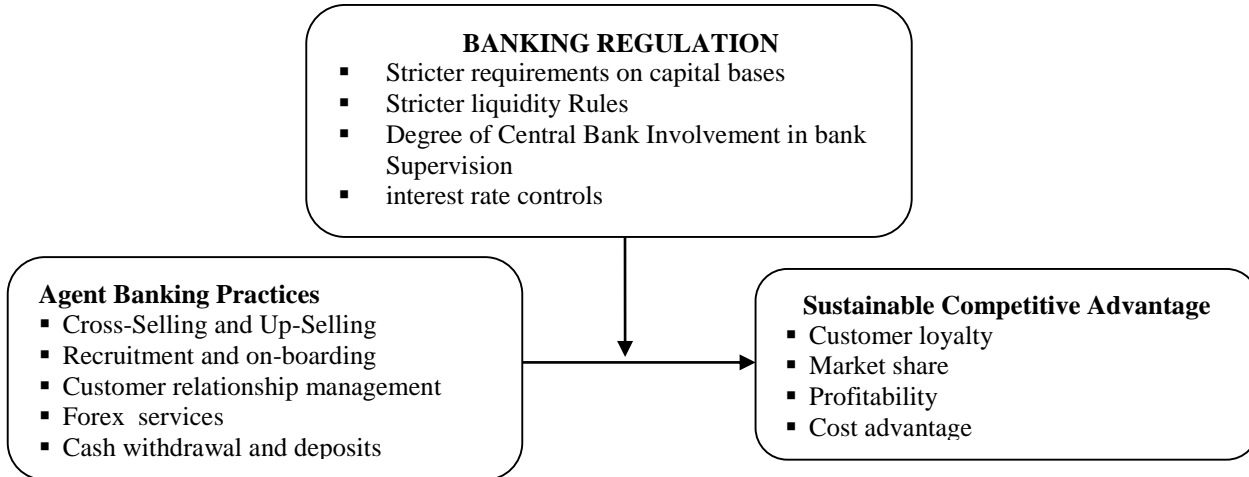 BANKING REGULATION
▪ Stricter requirements on capital bases
▪ Stricter liquidity Rules
▪ Degree of Central Bank Involvement in bank
Supervision
▪ interest rate controls
Agent Banking Practices
▪ Cross-Selling and Up-Selling
▪ Recruitment and on-boarding
▪ Customer relationship management
▪ Forex services
▪ Cash withdrawal and deposits
Sustainable Competitive Advantage
▪ Customer loyalty
▪ Market share
▪ Profitability
▪ Cost advantage